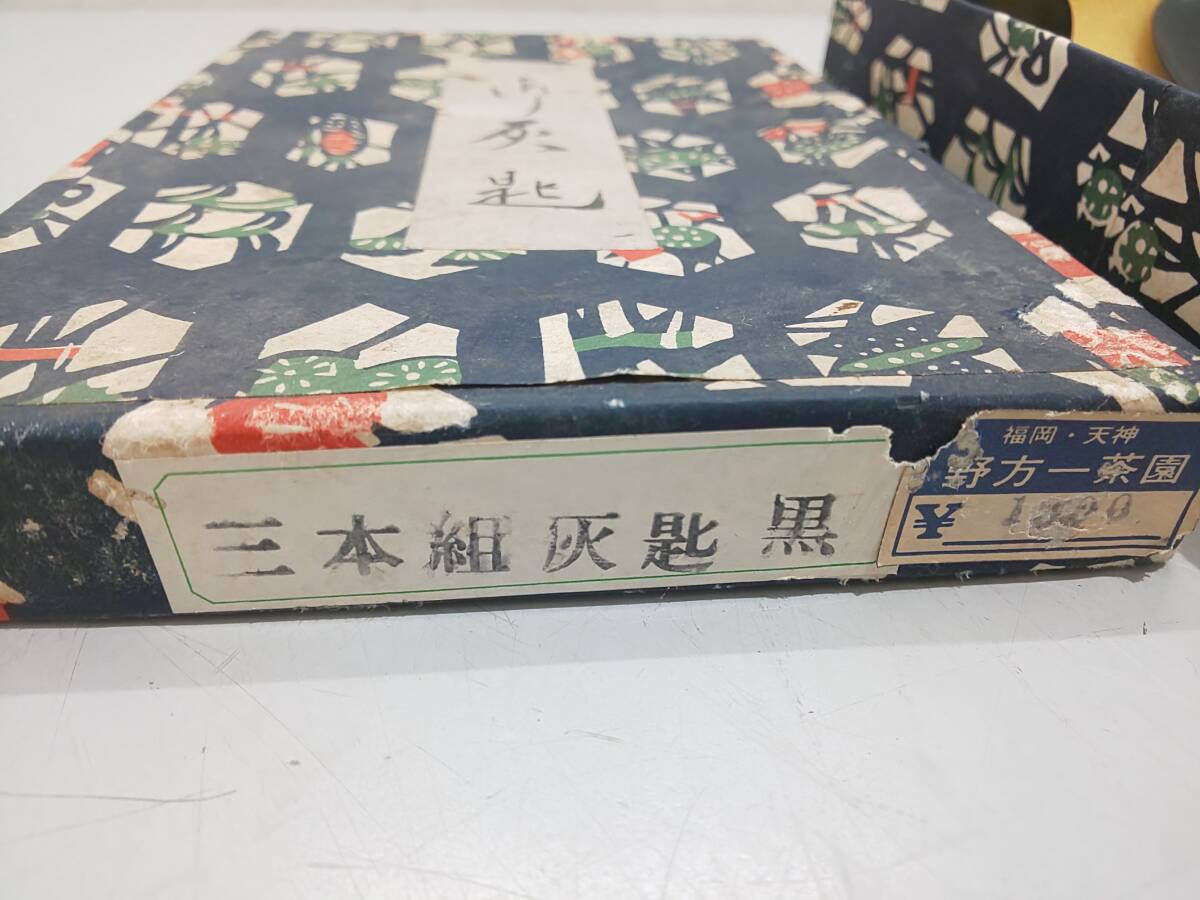 灰
匙
三本組 灰匙 黒
福岡・天神
野方一茶園
¥